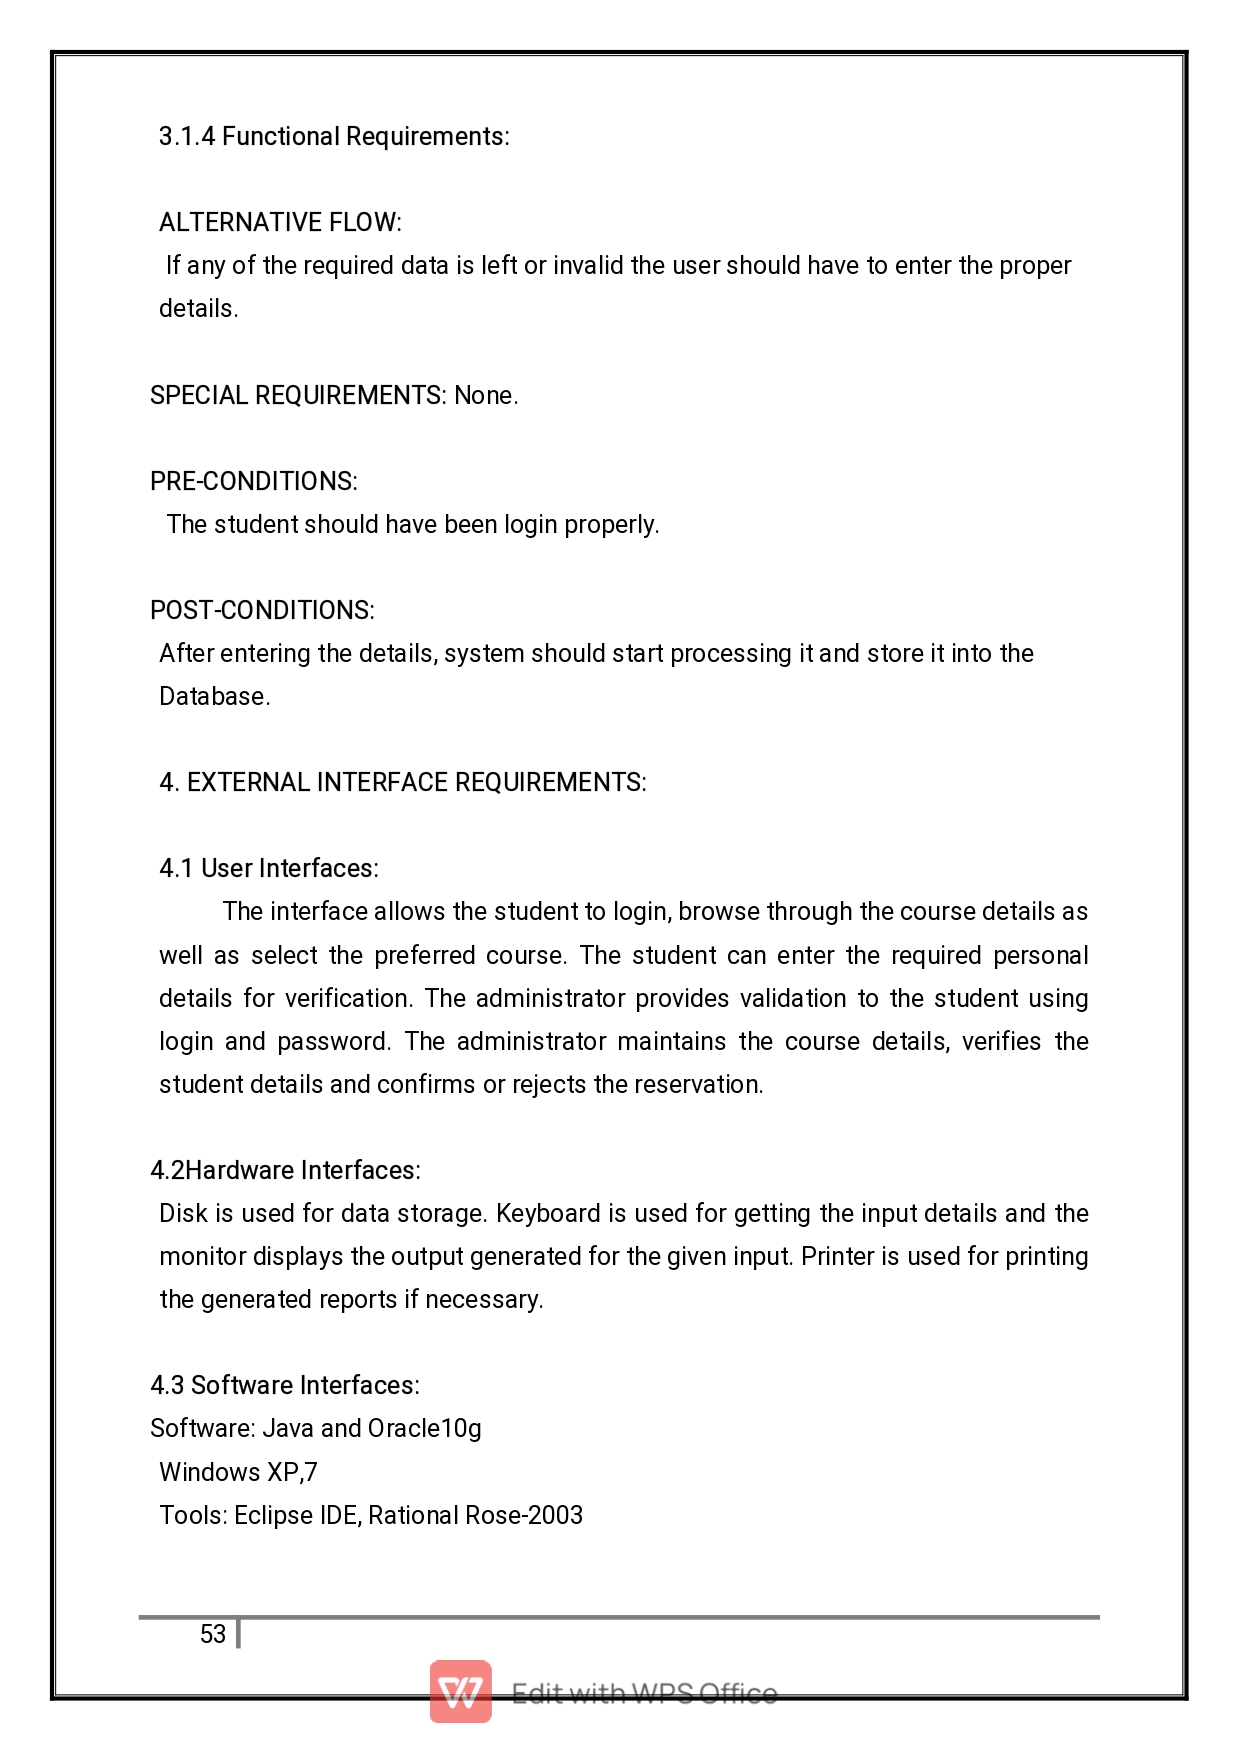 3.1.4 Functional Requirements:
ALTERNATIVE FLOW:
If any of the required data is left or invalid the user should have to enter the proper
details.
SPECIAL REQUIREMENTS: None.
PRE-CONDITIONS:
The student should have been login properly.
POST-CONDITIONS:
After entering the details, system should start processing it and store it into the
Database.
4. EXTERNAL INTERFACE REQUIREMENTS:
4.1 User Interfaces:
The interface allows the student to login, browse through the course details as
well as select the preferred course. The student can enter the required personal
details for verification. The administrator provides validation to the student using
login and password. The administrator maintains the course details, verifies the
student details and confirms or rejects the reservation.
4.2Hardware Interfaces:
Disk is used for data storage. Keyboard is used for getting the input details and the
monitor displays the output generated for the given input. Printer is used for printing
the generated reports if necessary.
4.3 Software Interfaces:
Software: Java and Oracle10g
Windows XP,7
Tools: Eclipse IDE, Rational Rose-2003
53
Edit with WPS Office